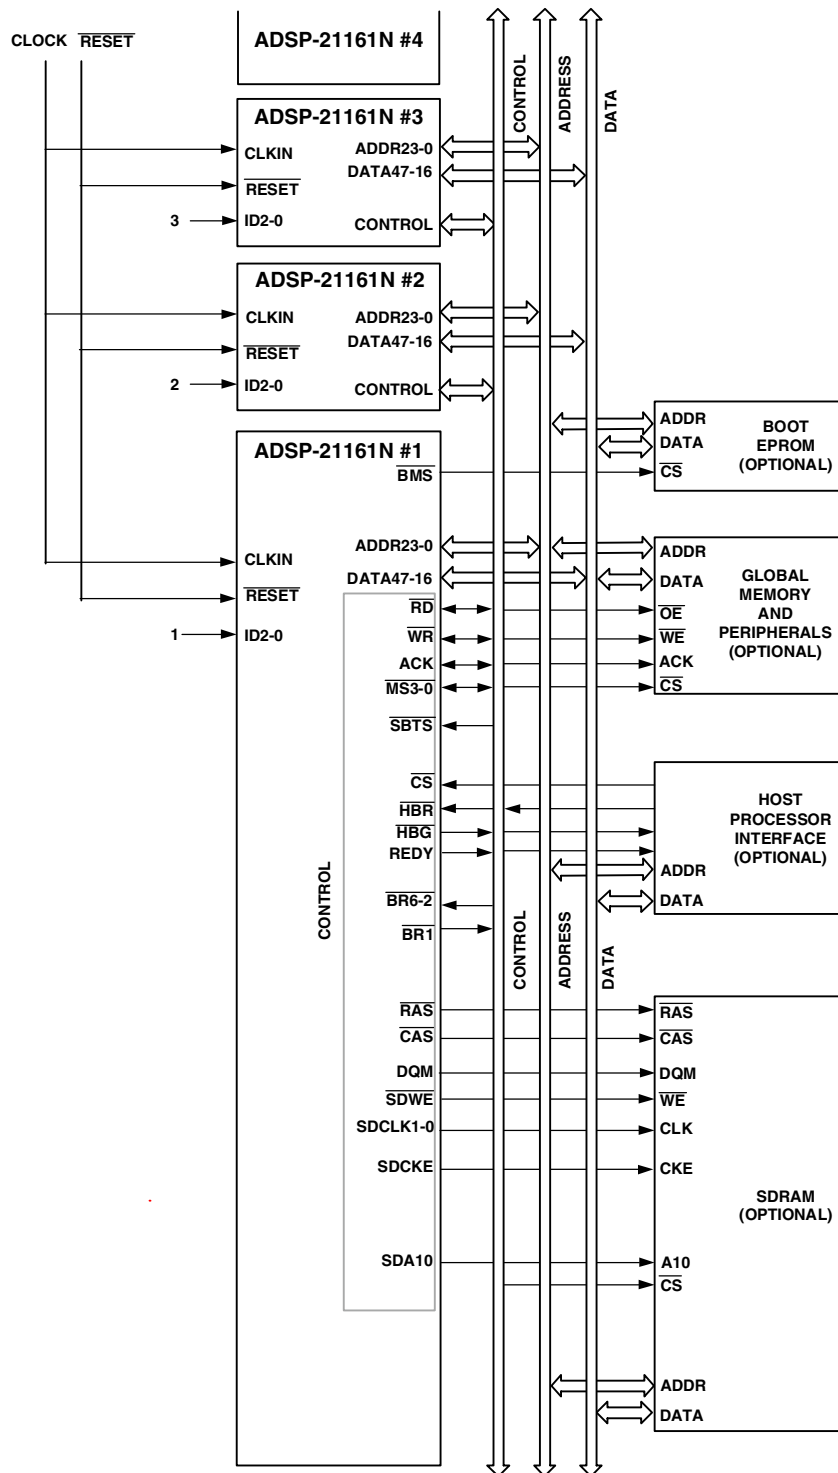 CLOCK RESET
ADSP-21161N #4
CONTROL
ADDRESS
DATA
ADSP-21161N #3
CLKIN
RESET
3
ID2-0
ADDR23-0
DATA47-16
CONTROL
ADSP-21161N #2
CLKIN
RESET
2
ID2-0
ADDR23-0
DATA47-16
CONTROL
ADSP-21161N #1
BMS
CLKIN
RESET
1
ID2-0
ADDR23-0
DATA47-16
CONTROL
RD
WR
ACK
MS3-0
SBTS
CS
HBR
HBG
REDY
BR6-2
BR1
RAS
CAS
DQM
SDWE
SDCLK1-0
SDCKE
SDA10
CONTROL
ADDRESS
DATA
ADDR
DATA
CS
BOOT
EPROM
(OPTIONAL)
ADDR
DATA
OE
WE
ACK
CS
GLOBAL
MEMORY
AND
PERIPHERALS
(OPTIONAL)
HOST
PROCESSOR
INTERFACE
(OPTIONAL)
ADDR
DATA
RAS
CAS
DQM
WE
CLK
CKE
A10
CS
ADDR
DATA
SDRAM
(OPTIONAL)